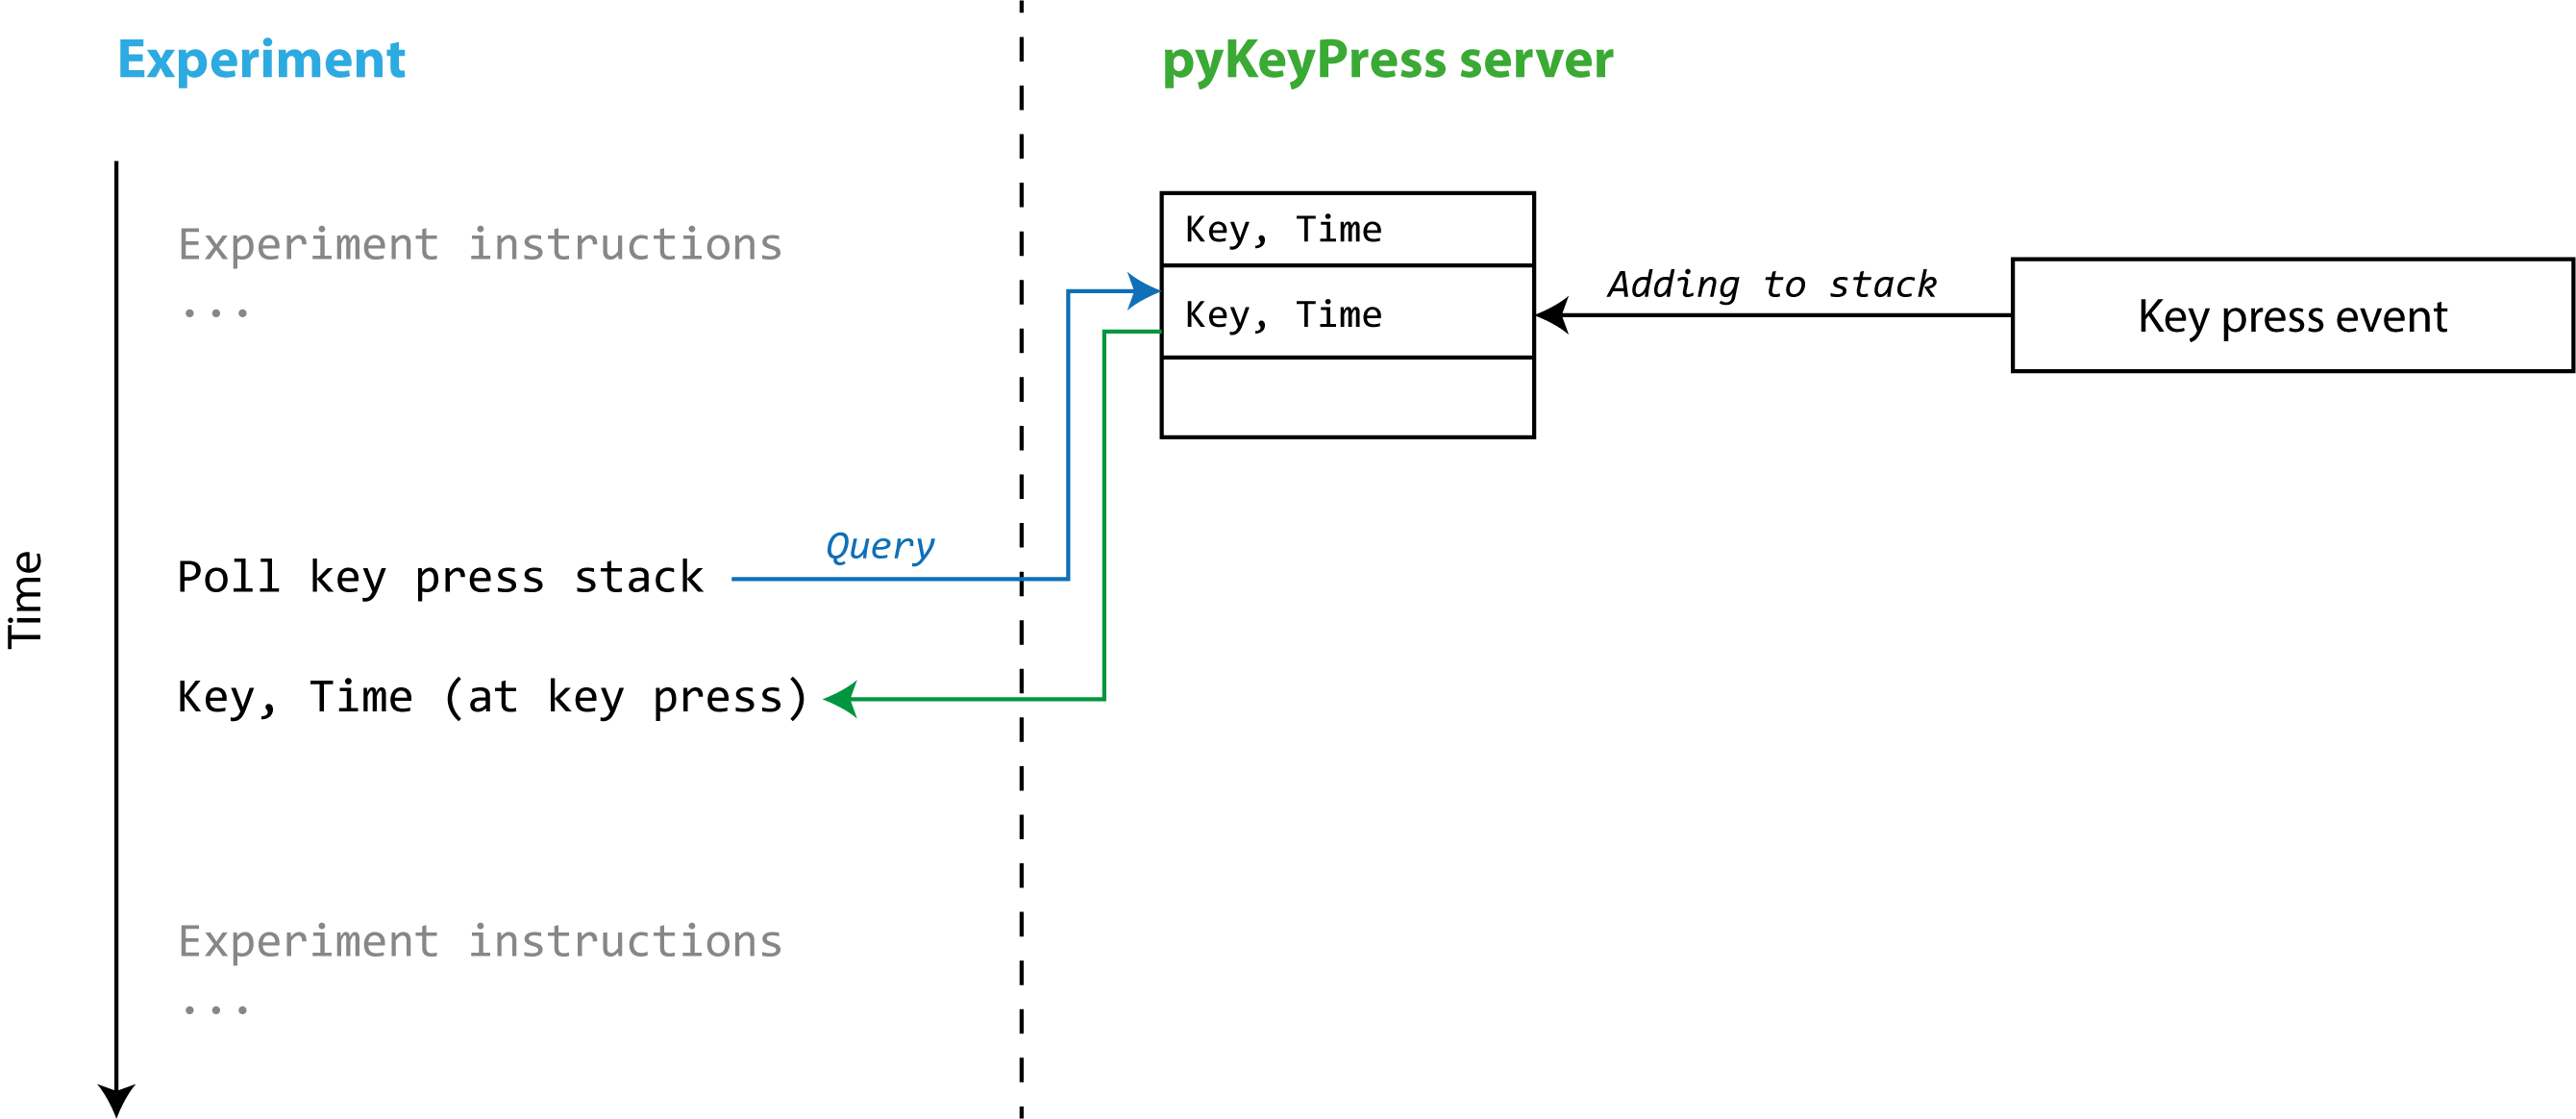 Experiment
pyKeyPress server
Experiment instructions
...
Key, Time
Key, Time
Adding to stack
Key press event
Time
Query
Poll key press stack
Key, Time (at key press)
Experiment instructions
...